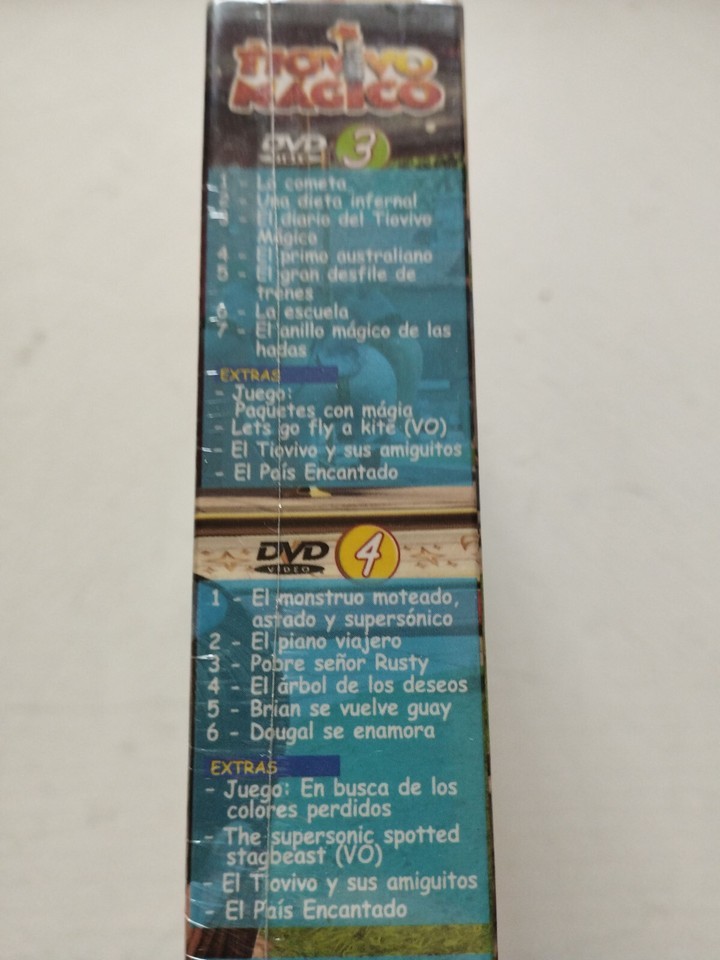 TIOVIVO
MÁGICO
DVD 3
VIDEO
1 - La cometa
2 - Una dieta infernal
3 - El diario del Tiovivo
Mágico
4 - El primo australiano
5 - El gran desfile de
trenes
6 - La escuela
7 - El anillo mágico de las
hadas
EXTRAS
- Juego:
Paquetes con mágia
- Lets go fly a kite (VO)
- El Tiovivo y sus amiguitos
- El País Encantado
DVD 4
VIDEO
1 - El monstruo moteado,
astado y supersónico
2 - El piano viajero
3 - Pobre señor Rusty
4 - El árbol de los deseos
5 - Brian se vuelve guay
6 - Dougal se enamora
EXTRAS
- Juego: En busca de los
colores perdidos
- The supersonic spotted
stagbeast (VO)
- El Tiovivo y sus amiguitos
- El País Encantado